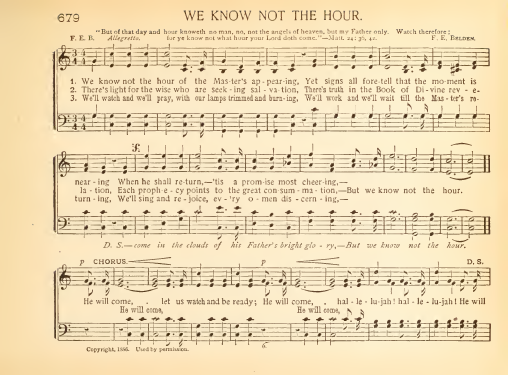 679 WE KNOW NOT THE HOUR.
"But of that day and hour knoweth no man, no, not the angels of heaven, but my Father only. Watch therefore;
F. E. B. Allegretto. for ye know not what hour your Lord doth come."—Matt. 24: 36, 42. F. E. BELDEN.
1. We know not the hour of the Mas-ter's ap-pear-ing, Yet signs all fore-tell that the mo-ment is
2. There's light for the wise who are seek-ing sal-va-tion, There's truth in the Book of Di-vine rev-e-
3. We'll watch and we'll pray, with our lamps trimmed and burn-ing, We'll work and we'll wait till the Mas-ter's re-
near-ing When he shall re-turn,—'tis a prom-ise most cheer-ing,—
la-tion, Each proph-e-cy points to the great con-sum-ma-tion,—But we know not the hour.
turn-ing, We'll sing and re-joice, ev-'ry o-men dis-cern-ing,—
D. S.—come in the clouds of his Father's bright glo-ry,—But we know not the hour.
p CHORUS. p D. S.
He will come, let us watch and be ready; He will come, hal-le-lu-jah! hal-le-lu-jah! He will
He will come, He will come,
Copyright, 1886. Used by permission. 6